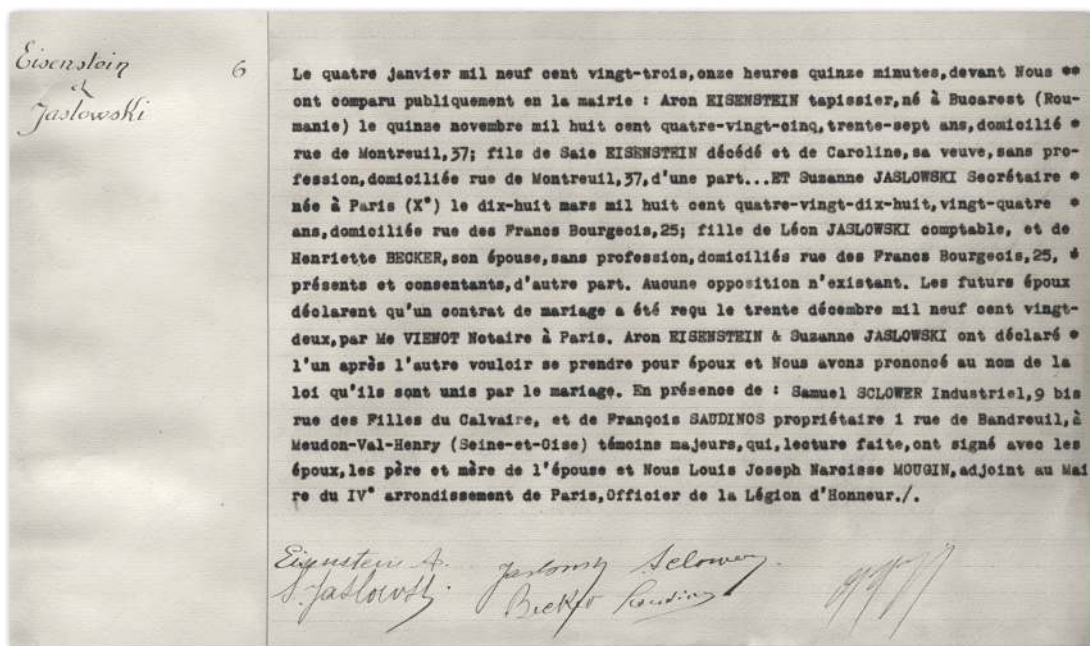 Eisenstein
&
Jaslowski
6
Le quatre janvier mil neuf cent vingt-trois,onze heures quinze minutes,devant Nous **
ont comparu publiquement en la mairie : Aron EISENSTEIN tapissier,né à Bucarest (Rou-
manie) le quinze novembre mil huit cent quatre-vingt-cinq,trente-sept ans,domicilié *
rue de Montreuil,37; fils de Saie EISENSTEIN décédé et de Caroline,sa veuve,sans pro-
fession,domiciliée rue de Montreuil,37,d'une part...ET Suzanne JASLOWSKI Secrétaire *
née à Paris (X°) le dix-huit mars mil huit cent quatre-vingt-dix-huit,vingt-quatre *
ans,domiciliée rue des Francs Bourgeois,25; fille de Léon JASLOWSKI comptable, et de
Henriette BECKER,son épouse,sans profession,domiciliés rue des Francs Bourgeois,25, *
présents et consentants,d'autre part. Aucune opposition n'existant. Les futurs époux
déclarent qu'un contrat de mariage a été reçu le trente décembre mil neuf cent vingt-
deux,par Me VIENOT Notaire à Paris. Aron EISENSTEIN & Suzanne JASLOWSKI ont déclaré *
l'un après l'autre vouloir se prendre pour époux et Nous avons prononcé au nom de la
loi qu'ils sont unis par le mariage. En présence de : Samuel SCLOWER Industriel,9 bis
rue des Filles du Calvaire, et de François SAUDINOS propriétaire 1 rue de Bandreuil,à
Meudon-Val-Henry (Seine-et-Oise) témoins majeurs,qui,lecture faite,ont signé avec les
époux,les père et mère de l'épouse et Nous Louis Joseph Narcisse MOUGIN,adjoint au Mai
re du IV° arrondissement de Paris,Officier de la Légion d'Honneur./.
Eisenstein A. Jaslowsky Sclower
S. Jaslowski Becker